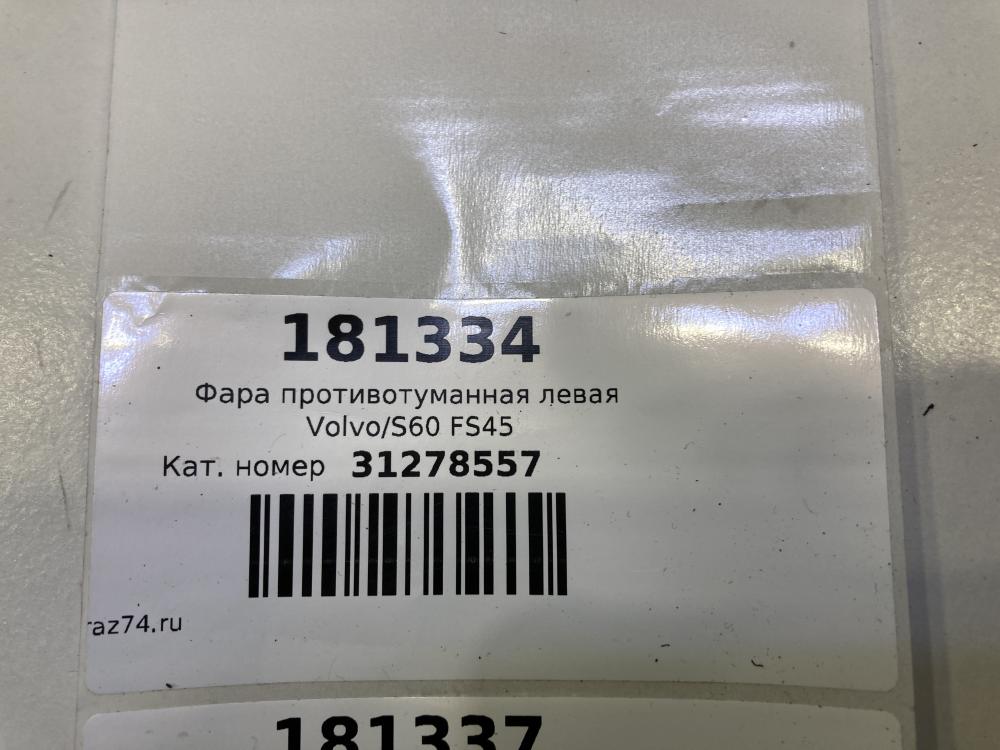 181334
Фара противотуманная левая
Volvo/S60 FS45
Кат. номер 31278557
raz74.ru
181337